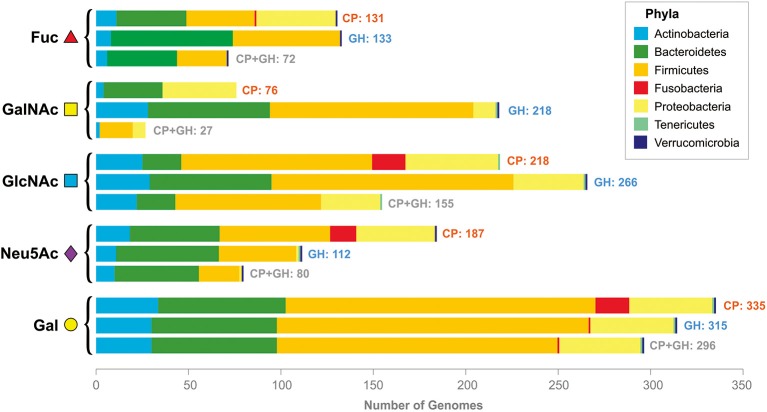 Phyla
Actinobacteria
Bacteroidetes
Firmicutes
Fusobacteria
Proteobacteria
Tenericutes
Verrucomicrobia
Fuc
CP: 131
GH: 133
CP+GH: 72
GalNAc
CP: 76
GH: 218
CP+GH: 27
GlcNAc
CP: 218
GH: 266
CP+GH: 155
Neu5Ac
CP: 187
GH: 112
CP+GH: 80
Gal
CP: 335
GH: 315
CP+GH: 296
0 50 100 150 200 250 300 350
Number of Genomes